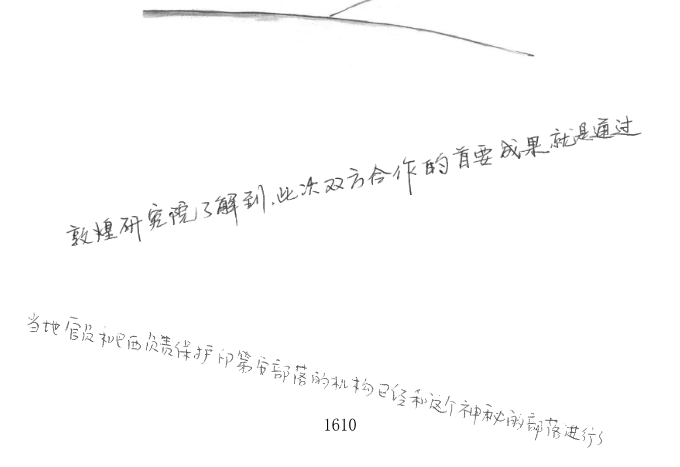 敦煌研究院了解到,此次双方合作的首要成果就是通过
当地官员和巴西负责保护印第安部落的机构已经和这个神秘的部落进行
1610